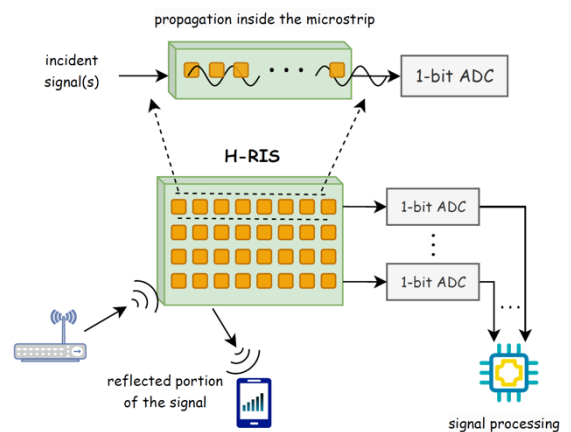 propagation inside the microstrip
incident
signal(s)
1-bit ADC
H-RIS
1-bit ADC
1-bit ADC
reflected portion
of the signal
signal processing